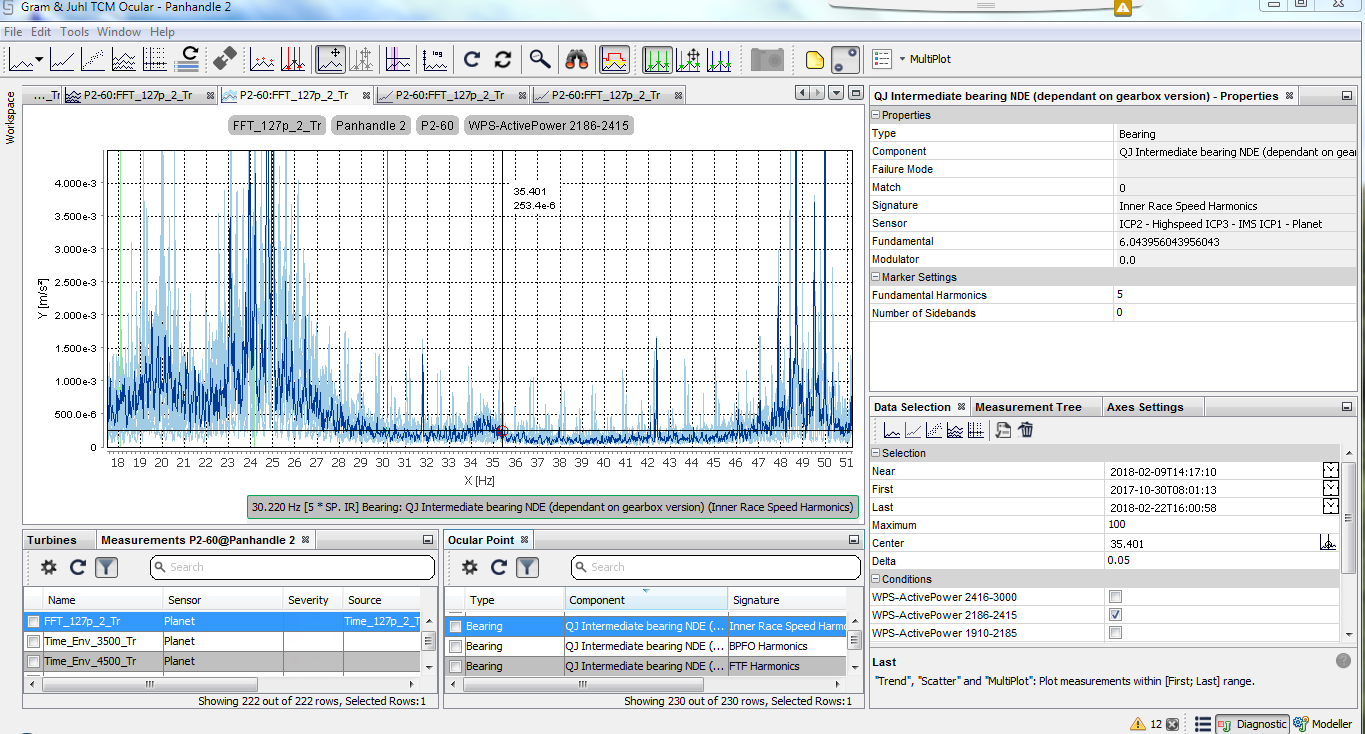 Gram & Juhl TCM Ocular - Panhandle 2
File Edit Tools Window Help
MultiPlot
Workspace
..._Tr P2-60:FFT_127p_2_Tr P2-60:FFT_127p_2_Tr P2-60:FFT_127p_2_Tr P2-60:FFT_127p_2_Tr
FFT_127p_2_Tr Panhandle 2 P2-60 WPS-ActivePower 2186-2415
4.000e-3
3.500e-3
3.000e-3
2.500e-3
2.000e-3
1.500e-3
1.000e-3
500.0e-6
0
Y [m/s²]
35.401
253.4e-6
18 19 20 21 22 23 24 25 26 27 28 29 30 31 32 33 34 35 36 37 38 39 40 41 42 43 44 45 46 47 48 49 50 51
X [Hz]
30.220 Hz [5 * SP. IR] Bearing: QJ Intermediate bearing NDE (dependant on gearbox version) (Inner Race Speed Harmonics)
QJ Intermediate bearing NDE (dependant on gearbox version) - Properties
Properties
Type Bearing
Component QJ Intermediate bearing NDE (dependant on gear
Failure Mode
Match 0
Signature Inner Race Speed Harmonics
Sensor ICP2 - Highspeed ICP3 - IMS ICP1 - Planet
Fundamental 6.043956043956043
Modulator 0.0
Marker Settings
Fundamental Harmonics 5
Number of Sidebands 0
Data Selection Measurement Tree Axes Settings
Selection
Near 2018-02-09T14:17:10
First 2017-10-30T08:01:13
Last 2018-02-22T16:00:58
Maximum 100
Center 35.401
Delta 0.05
Conditions
WPS-ActivePower 2416-3000
WPS-ActivePower 2186-2415
WPS-ActivePower 1910-2185
Last
"Trend", "Scatter" and "MultiPlot": Plot measurements within [First; Last] range.
Turbines Measurements P2-60@Panhandle 2
Search
Name Sensor Severity Source
FFT_127p_2_Tr Planet Time_127p_2_T
Time_Env_3500_Tr Planet
Time_Env_4500_Tr Planet
Showing 222 out of 222 rows, Selected Rows:1
Ocular Point
Search
Type Component Signature
Bearing QJ Intermediate bearing NDE (... Inner Race Speed Harmo
Bearing QJ Intermediate bearing NDE (... BPFO Harmonics
Bearing QJ Intermediate bearing NDE (... FTF Harmonics
Showing 230 out of 230 rows, Selected Rows:1
12 Diagnostic Modeller